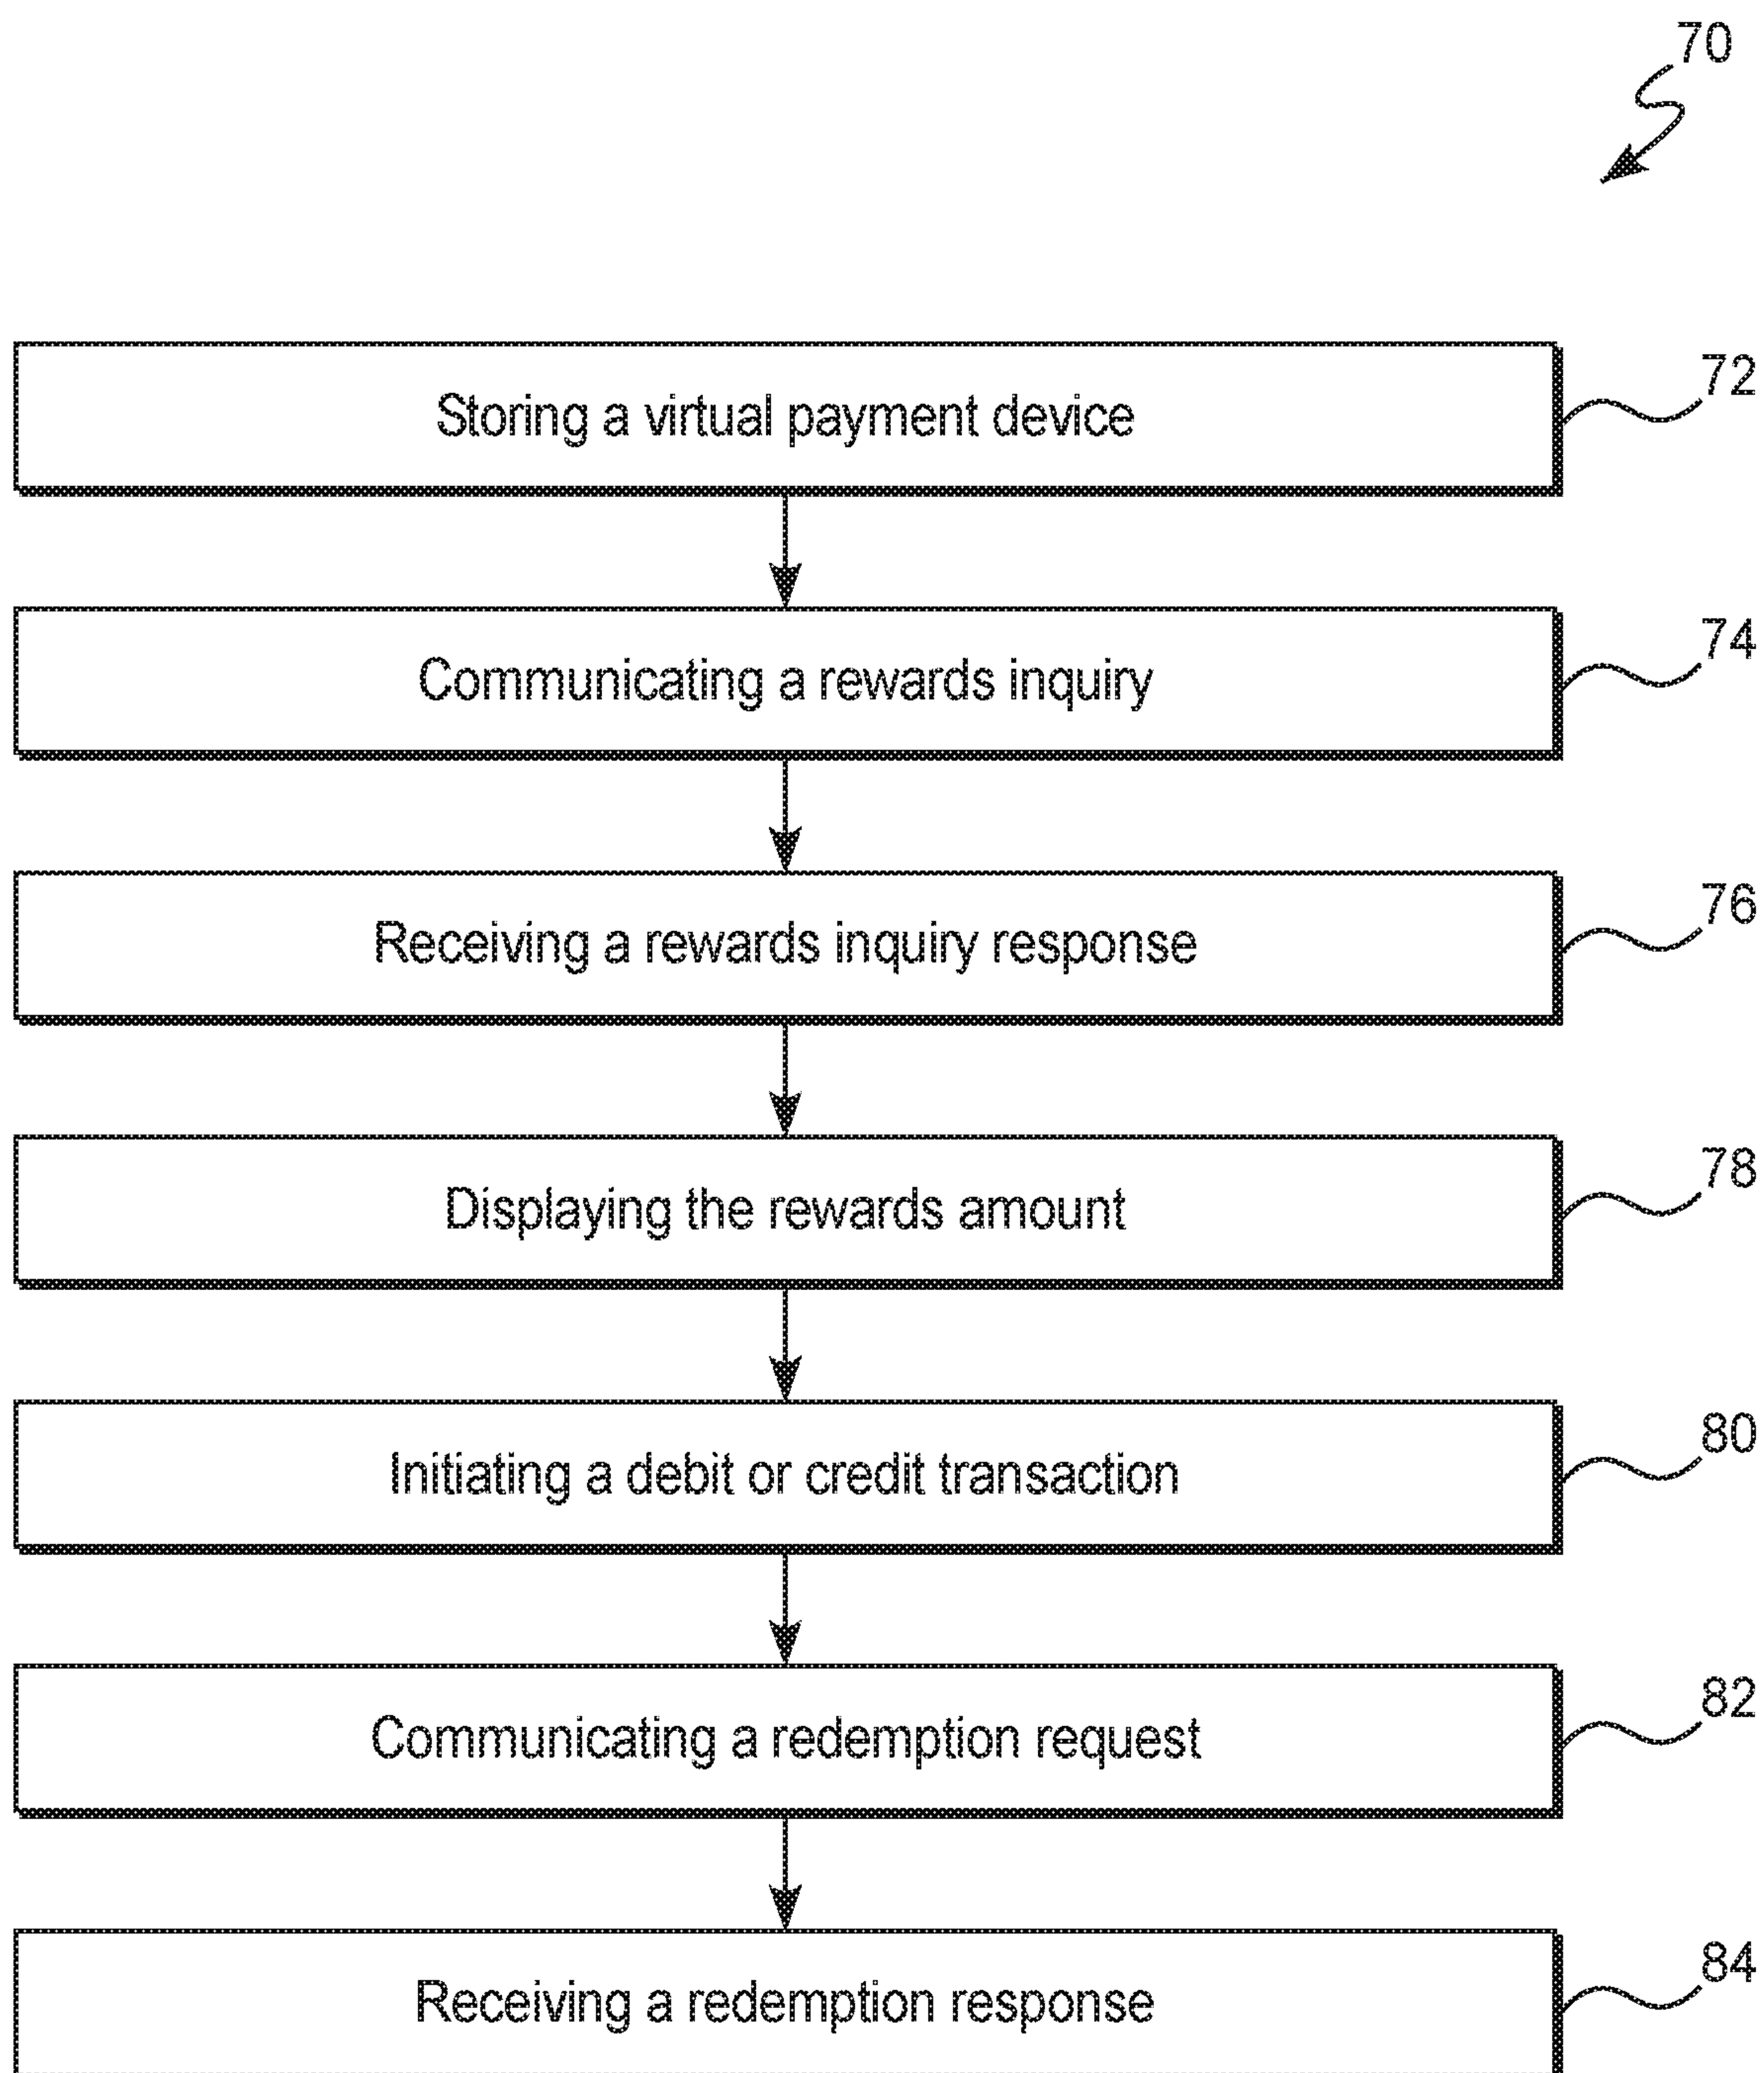 70
Storing a virtual payment device
72
Communicating a rewards inquiry
74
Receiving a rewards inquiry response
76
Displaying the rewards amount
78
Initiating a debit or credit transaction
80
Communicating a redemption request
82
Receiving a redemption response
84